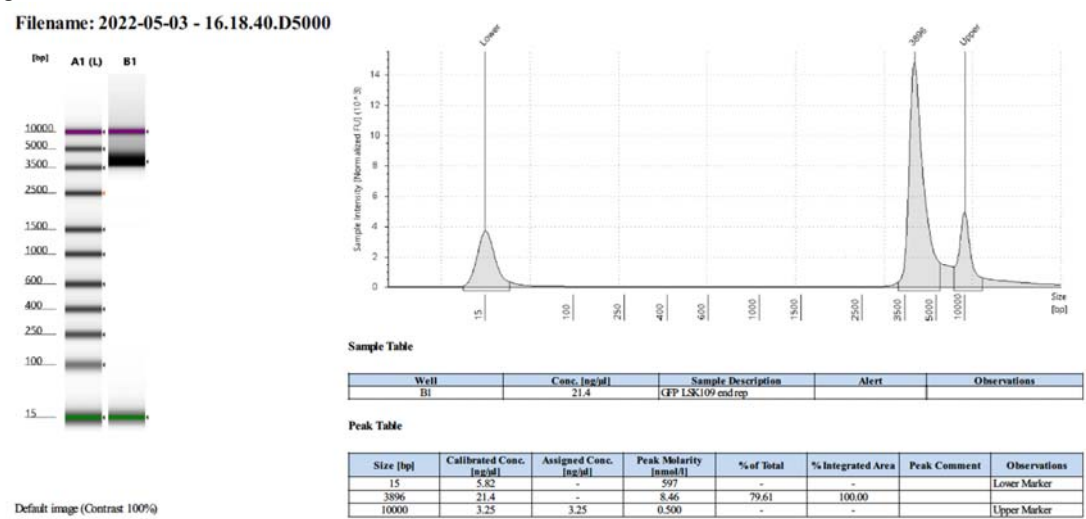 Filename: 2022-05-03 - 16.18.40.D5000
[bp] A1 (L) B1
10000
5000
3500
2500
1500
1000
600
400
250
100
15
Default image (Contrast 100%)
Lower 3896 Upper
Sample Intensity [Normalized FU] (10^3)
14
12
10
8
6
4
2
0
15 100 250 400 600 1000 1500 2500 3500 5000 10000 Size [bp]
Sample Table
Well Conc. [ng/µl] Sample Description Alert Observations
B1 21.4 GFP LSK109 end rep
Peak Table
Size [bp] Calibrated Conc. [ng/µl] Assigned Conc. [ng/µl] Peak Molarity [nmol/l] % of Total % Integrated Area Peak Comment Observations
15 5.82 - 597 - - Lower Marker
3896 21.4 - 8.46 79.61 100.00
10000 3.25 3.25 0.500 - - Upper Marker